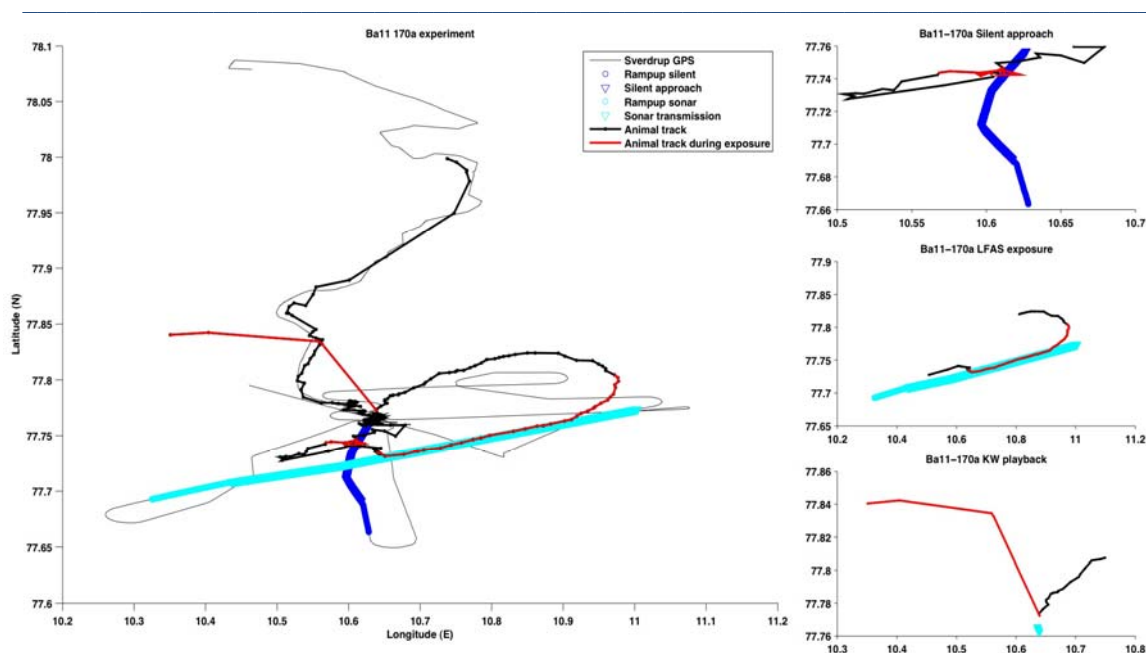 Ba11 170a experiment
78.1
78.05
78
77.95
77.9
77.85
77.8
77.75
77.7
77.65
77.6
Latitude (N)
10.2 10.3 10.4 10.5 10.6 10.7 10.8 10.9 11 11.1 11.2
Longitude (E)
Sverdrup GPS
Rampup silent
Silent approach
Rampup sonar
Sonar transmission
Animal track
Animal track during exposure
Ba11−170a Silent approach
77.76
77.74
77.72
77.7
77.68
77.66
10.5 10.55 10.6 10.65 10.7
Ba11−170a LFAS exposure
77.9
77.85
77.8
77.75
77.7
77.65
10.2 10.4 10.6 10.8 11 11.2
Ba11−170a KW playback
77.86
77.84
77.82
77.8
77.78
77.76
10.3 10.4 10.5 10.6 10.7 10.8